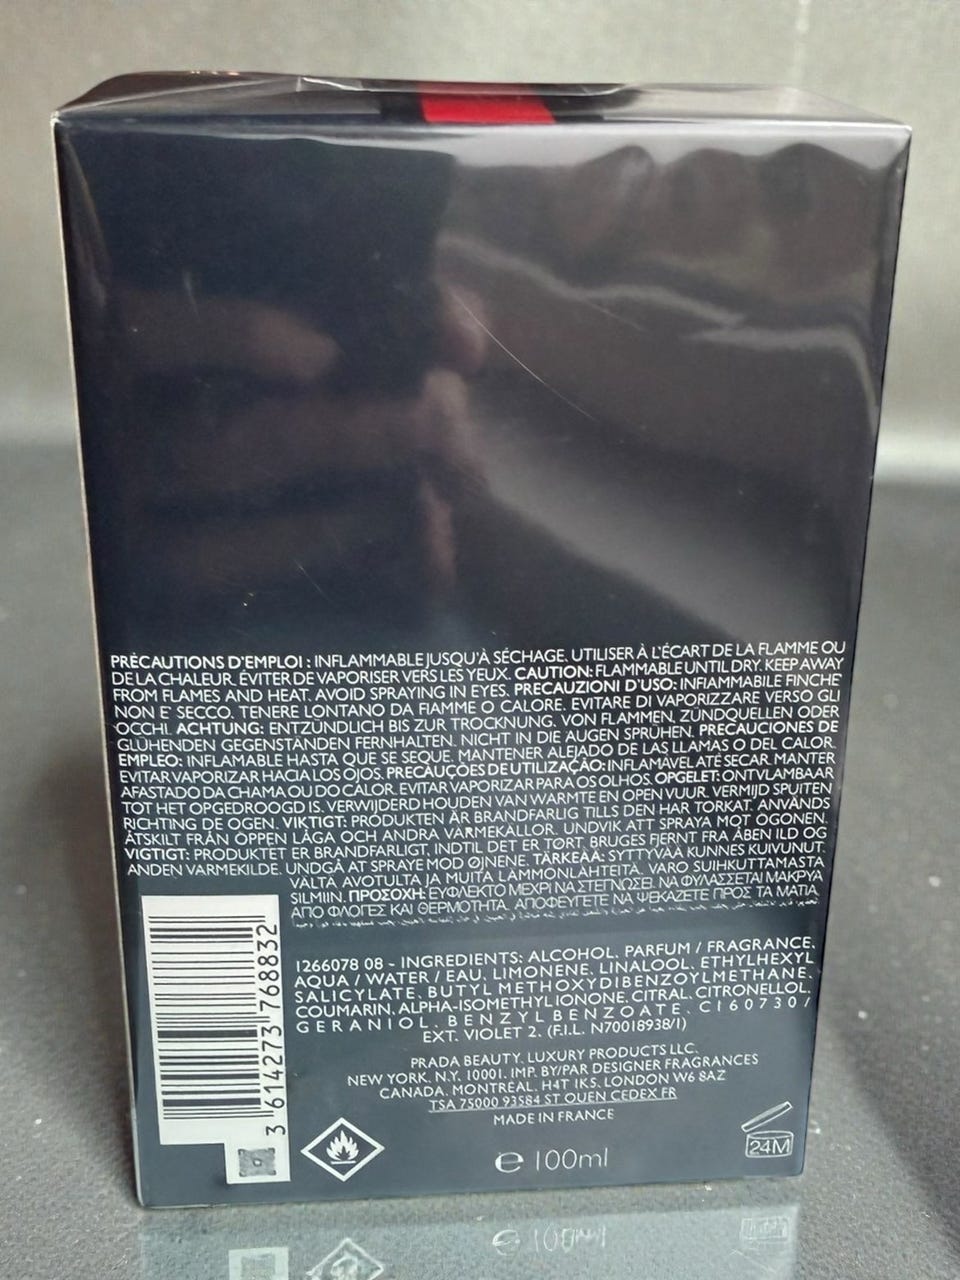 PRÉCAUTIONS D'EMPLOI : INFLAMMABLE JUSQU'À SÉCHAGE. UTILISER À L'ÉCART DE LA FLAMME OU
DE LA CHALEUR. ÉVITER DE VAPORISER VERS LES YEUX. CAUTION: FLAMMABLE UNTIL DRY. KEEP AWAY
FROM FLAMES AND HEAT. AVOID SPRAYING IN EYES. PRECAUZIONI D'USO: INFIAMMABILE FINCHE
NON E' SECCO. TENERE LONTANO DA FIAMME O CALORE. EVITARE DI VAPORIZZARE VERSO GLI
OCCHI. ACHTUNG: ENTZÜNDLICH BIS ZUR TROCKNUNG. VON FLAMMEN, ZÜNDQUELLEN ODER
GLÜHENDEN GEGENSTÄNDEN FERNHALTEN. NICHT IN DIE AUGEN SPRÜHEN. PRECAUCIONES DE
EMPLEO: INFLAMABLE HASTA QUE SE SEQUE. MANTENER ALEJADO DE LAS LLAMAS O DEL CALOR.
EVITAR VAPORIZAR HACIA LOS OJOS. PRECAUÇÕES DE UTILIZAÇÃO: INFLAMÁVEL ATÉ SECAR. MANTER
AFASTADO DA CHAMA OU DO CALOR. EVITAR VAPORIZAR PARA OS OLHOS. OPGELET: ONTVLAMBAAR
TOT HET OPGEDROOGD IS. VERWIJDERD HOUDEN VAN WARMTE EN OPEN VUUR. VERMIJD SPUITEN
RICHTING DE OGEN. VIKTIGT: PRODUKTEN ÄR BRANDFARLIG TILLS DEN HAR TORKAT. ANVÄNDS
ÅTSKILT FRÅN ÖPPEN LÅGA OCH ANDRA VÄRMEKÄLLOR. UNDVIK ATT SPRAYA MOT ÖGONEN.
VIGTIGT: PRODUKTET ER BRANDFARLIGT, INDTIL DET ER TØRT. BRUGES FJERNT FRA ÅBEN ILD OG
ANDEN VARMEKILDE. UNDGÅ AT SPRAYE MOD ØJNENE. TÄRKEÄÄ: SYTTYVÄÄ KUNNES KUIVUNUT.
VÄLTÄ AVOTULTA JA MUITA LÄMMÖNLÄHTEITÄ. VARO SUIHKUTTAMASTA
SILMIIN. ΠΡΟΣΟΧΗ: ΕΥΦΛΕΚΤΟ ΜΕΧΡΙ ΝΑ ΣΤΕΓΝΩΣΕΙ. ΝΑ ΦΥΛΑΣΣΕΤΑΙ ΜΑΚΡΥΑ
ΑΠΟ ΦΛΟΓΕΣ ΚΑΙ ΘΕΡΜΟΤΗΤΑ. ΑΠΟΦΕΥΓΕΤΕ ΝΑ ΨΕΚΑΖΕΤΕ ΠΡΟΣ ΤΑ ΜΑΤΙΑ.
1266078 08 - INGREDIENTS: ALCOHOL, PARFUM / FRAGRANCE,
AQUA / WATER / EAU, LIMONENE, LINALOOL, ETHYLHEXYL
SALICYLATE, BUTYL METHOXYDIBENZOYLMETHANE,
COUMARIN, ALPHA-ISOMETHYL IONONE, CITRAL, CITRONELLOL,
GERANIOL, BENZYL BENZOATE, CI 60730 /
EXT. VIOLET 2. (F.I.L. N70018938/1)
PRADA BEAUTY. LUXURY PRODUCTS LLC.
NEW YORK. N.Y. 10001. IMP. BY/PAR DESIGNER FRAGRANCES
CANADA. MONTRÉAL. H4T 1K5. LONDON W6 8AZ
TSA 75000 93584 ST OUEN CEDEX FR
MADE IN FRANCE
3 614273 768832
℮ 100ml
24M